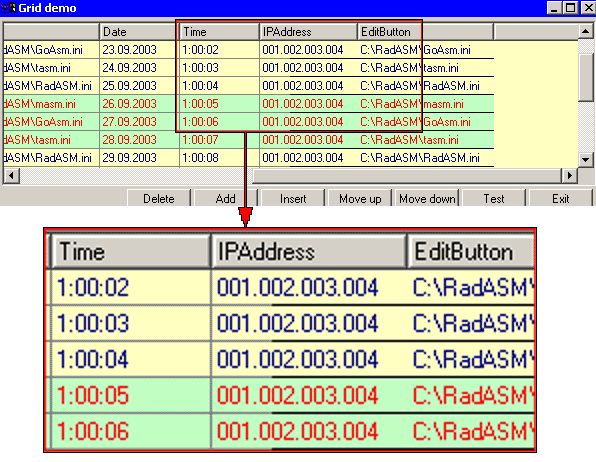 Grid demo
Date Time IPAddress EditButton
dASM\GoAsm.ini 23.09.2003 1:00:02 001.002.003.004 C:\RadASM\GoAsm.ini
dASM\tasm.ini 24.09.2003 1:00:03 001.002.003.004 C:\RadASM\tasm.ini
dASM\RadASM.ini 25.09.2003 1:00:04 001.002.003.004 C:\RadASM\RadASM.ini
dASM\masm.ini 26.09.2003 1:00:05 001.002.003.004 C:\RadASM\masm.ini
dASM\GoAsm.ini 27.09.2003 1:00:06 001.002.003.004 C:\RadASM\GoAsm.ini
dASM\tasm.ini 28.09.2003 1:00:07 001.002.003.004 C:\RadASM\tasm.ini
dASM\RadASM.ini 29.09.2003 1:00:08 001.002.003.004 C:\RadASM\RadASM.ini
Delete Add Insert Move up Move down Test Exit
Time IPAddress EditButton
1:00:02 001.002.003.004 C:\RadASM\
1:00:03 001.002.003.004 C:\RadASM\
1:00:04 001.002.003.004 C:\RadASM\
1:00:05 001.002.003.004 C:\RadASM\
1:00:06 001.002.003.004 C:\RadASM\